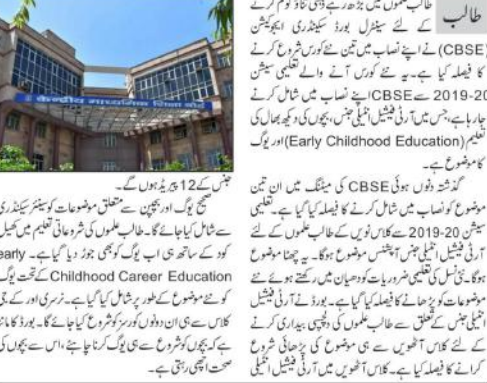 طالب
طالب علموں میں بڑھ رہے ذہنی تناؤ کو کم کرنے
کے لئے سینٹرل بورڈ سیکنڈری ایجوکیشن
(CBSE) نے اپنے نصاب میں تین نئے کورس شروع کرنے
کا فیصلہ کیا ہے۔ یہ نئے کورس آنے والے تعلیمی سیشن
2019-20 سے CBSE اپنے نصاب میں شامل کرنے
جا رہا ہے، جس میں آرٹی فیشیل انٹیلی جنس، بچوں کی دیکھ بھال کی
تعلیم (Early Childhood Education) اور یوگ
کا موضوع ہے۔
گذشتہ دنوں ہوئی CBSE کی میٹنگ میں ان تین
موضوع کو نصاب میں شامل کرنے کا فیصلہ کیا گیا ہے۔ تعلیمی
سیشن 2019-20 سے کلاس نویں کے طالب علموں کے لئے
آرٹی فیشیل انٹیلی جنس آپشنس موضوع ہوگا۔ یہ چھٹا موضوع
ہوگا۔ نئی نسل کی تعلیمی ضروریات کو دھیان میں رکھتے ہوئے نئے
موضوعات کو پڑھانے کا فیصلہ کیا گیا ہے۔ بورڈ نے آرٹی فیشیل
انٹیلی جنس کے تعلق سے طالب علموں کی دلچسپی بیداری کرنے
کے لئے کلاس آٹھویں سے ہی موضوع کی پڑھائی شروع
کرانے کا فیصلہ کیا ہے۔ کلاس آٹھویں میں آرٹی فیشیل انٹیلی
केन्द्रीय माध्यमिक शिक्षा बोर्ड
جنس کے 12 پیریڈ ہوں گے۔
صحیح یوگ اور بچپن سے متعلق موضوعات کو سینئر سیکنڈری
سے شامل کیا جائے گا۔ طالب علموں کی شروعاتی تعلیم میں کھیل
کود کے ساتھ ہی اب یوگ کو بھی جوڑ دیا گیا ہے۔ early
Childhood Career Education کے تحت یوگ
کو نئے موضوع کے طور پر شامل کیا گیا ہے۔ نرسری اور کے جی
کلاس سے ہی ان دونوں کورسز کو شروع کیا جائے گا۔ بورڈ کا ماننا
ہے کہ بچوں کو شروع سے ہی یوگ کرنا چاہئے، اس سے بچوں کی
صحت اچھی رہتی ہے۔